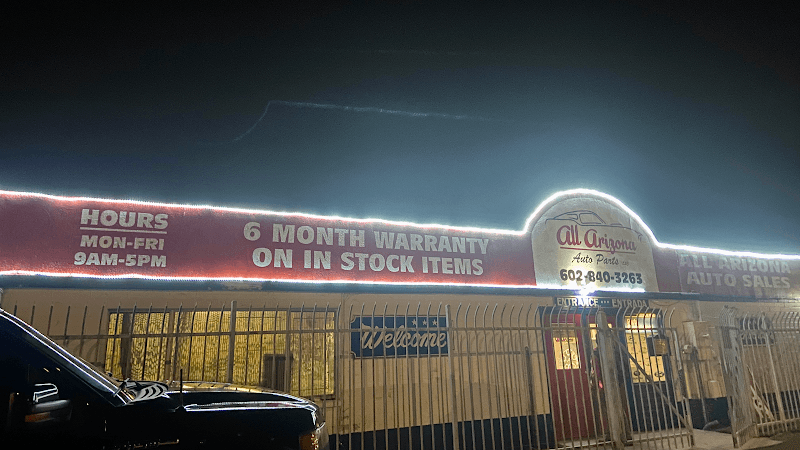 HOURS
MON-FRI
9AM-5PM
6 MONTH WARRANTY
ON IN STOCK ITEMS
All Arizona
Auto Parts
602-840-3263
ALL ARIZONA
AUTO SALES
ENTRANCE *** ENTRADA
Welcome